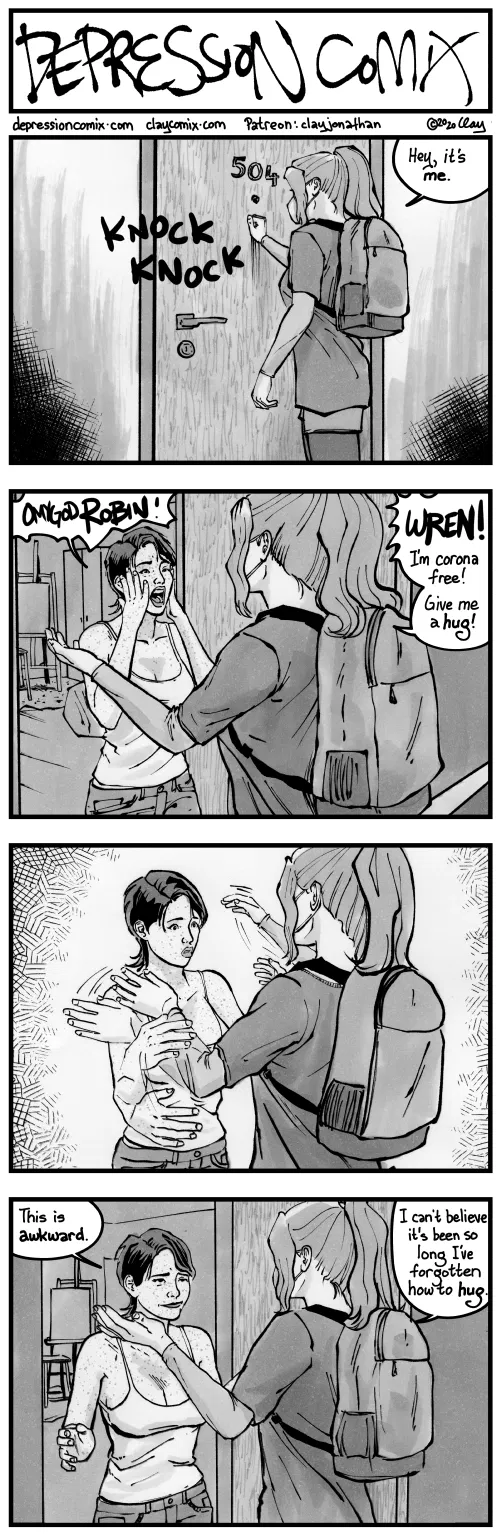 DEPRESSION COMIX
depressioncomix.com claycomix.com Patreon: clayjonathan ©2020 Clay
Hey, it's
me.
504
KNOCK
KNOCK
OMYGOD ROBIN!
WREN!
I'm corona
free!
Give me
a hug!
This is
awkward.
I can't believe
it's been so
long I've
forgotten
how to hug.